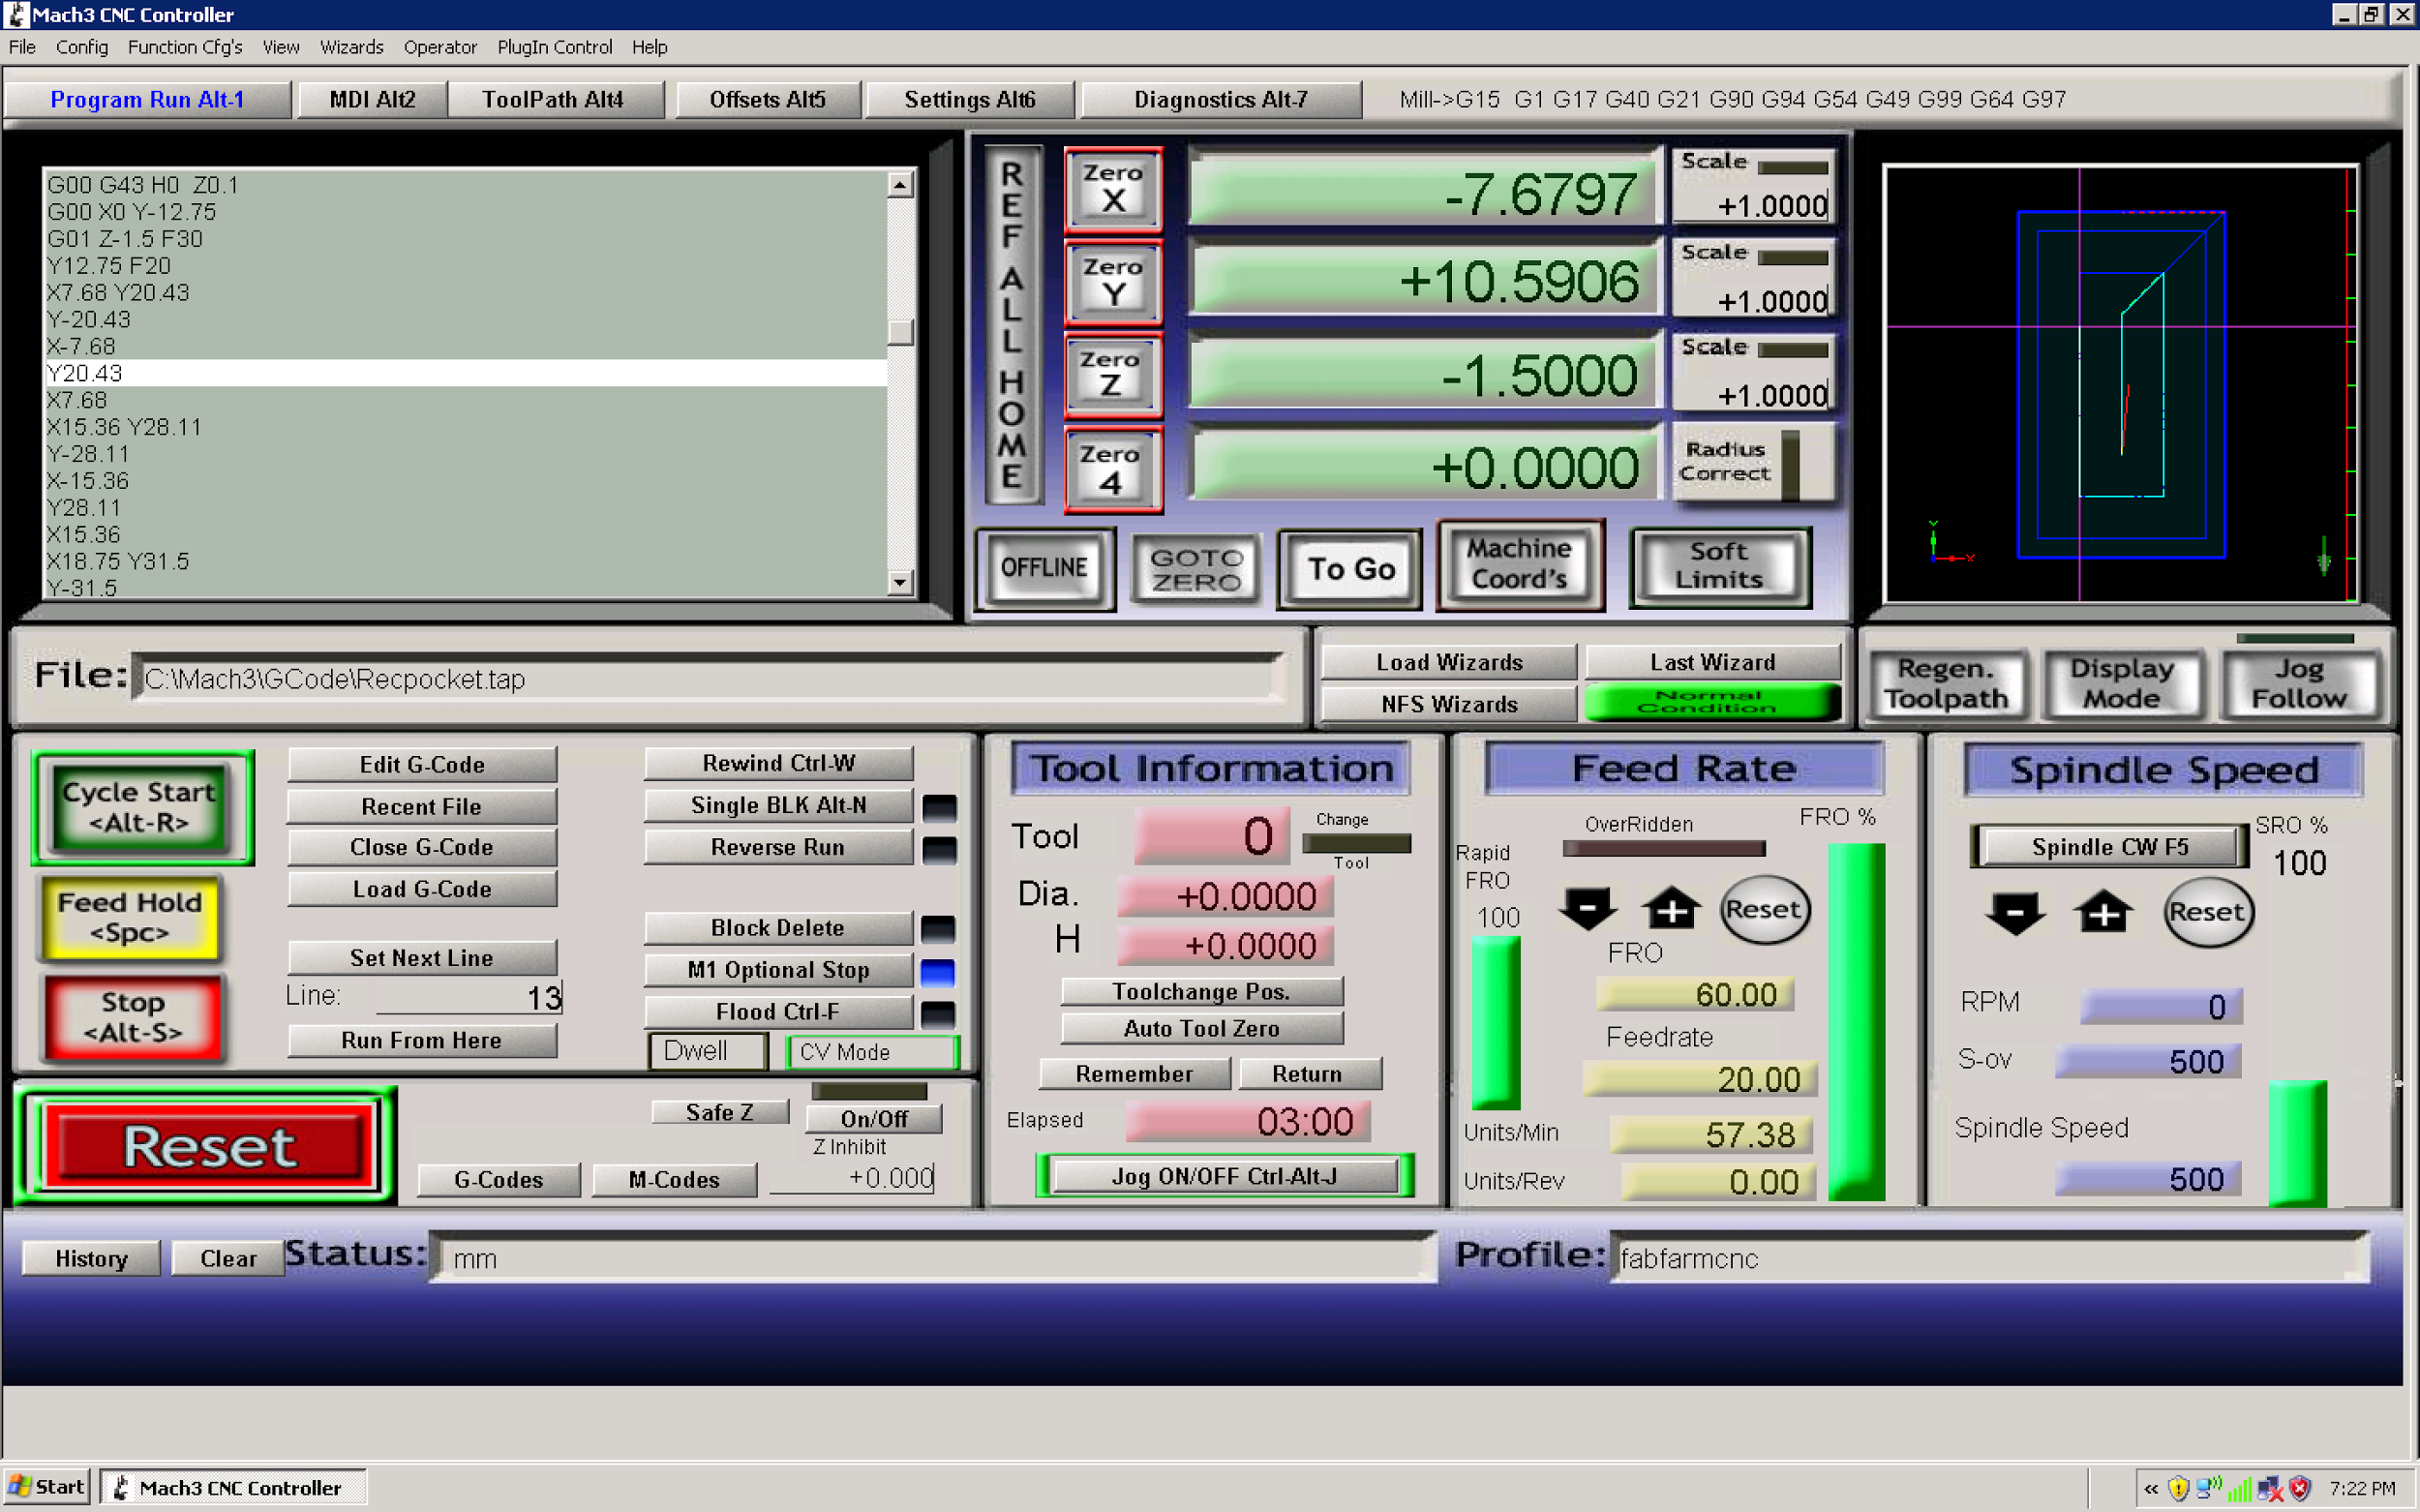 Mach3 CNC Controller
File Config Function Cfg's View Wizards Operator PlugIn Control Help
Program Run Alt-1 MDI Alt2 ToolPath Alt4 Offsets Alt5 Settings Alt6 Diagnostics Alt-7 Mill->G15 G1 G17 G40 G21 G90 G94 G54 G49 G99 G64 G97
G00 G43 H0 Z0.1
G00 X0 Y-12.75
G01 Z-1.5 F30
Y12.75 F20
X7.68 Y20.43
Y-20.43
X-7.68
Y20.43
X7.68
X15.36 Y28.11
Y-28.11
X-15.36
Y28.11
X15.36
X18.75 Y31.5
Y-31.5
REF ALL HOME
Zero X -7.6797 Scale +1.0000
Zero Y +10.5906 Scale +1.0000
Zero Z -1.5000 Scale +1.0000
Zero 4 +0.0000 Radius Correct
OFFLINE GOTO ZERO To Go Machine Coord's Soft Limits
Y
X
File: C:\Mach3\GCode\Recpocket.tap
Load Wizards Last Wizard
NFS Wizards Normal Condition
Regen. Toolpath Display Mode Jog Follow
Cycle Start <Alt-R>
Feed Hold <Spc>
Stop <Alt-S>
Edit G-Code
Recent File
Close G-Code
Load G-Code
Set Next Line
Line: 13
Run From Here
Rewind Ctrl-W
Single BLK Alt-N
Reverse Run
Block Delete
M1 Optional Stop
Flood Ctrl-F
Dwell CV Mode
Reset
Safe Z On/Off
Z Inhibit
+0.000
G-Codes M-Codes
Tool Information
Tool 0 Change Tool
Dia. +0.0000
H +0.0000
Toolchange Pos.
Auto Tool Zero
Remember Return
Elapsed 03:00
Jog ON/OFF Ctrl-Alt-J
Feed Rate
OverRidden FRO %
Rapid FRO 100
- + Reset
FRO
60.00
Feedrate
20.00
Units/Min 57.38
Units/Rev 0.00
Spindle Speed
Spindle CW F5 SRO % 100
- + Reset
RPM 0
S-ov 500
Spindle Speed
500
History Clear Status: mm Profile: fabfarmcnc
Start Mach3 CNC Controller « 7:22 PM